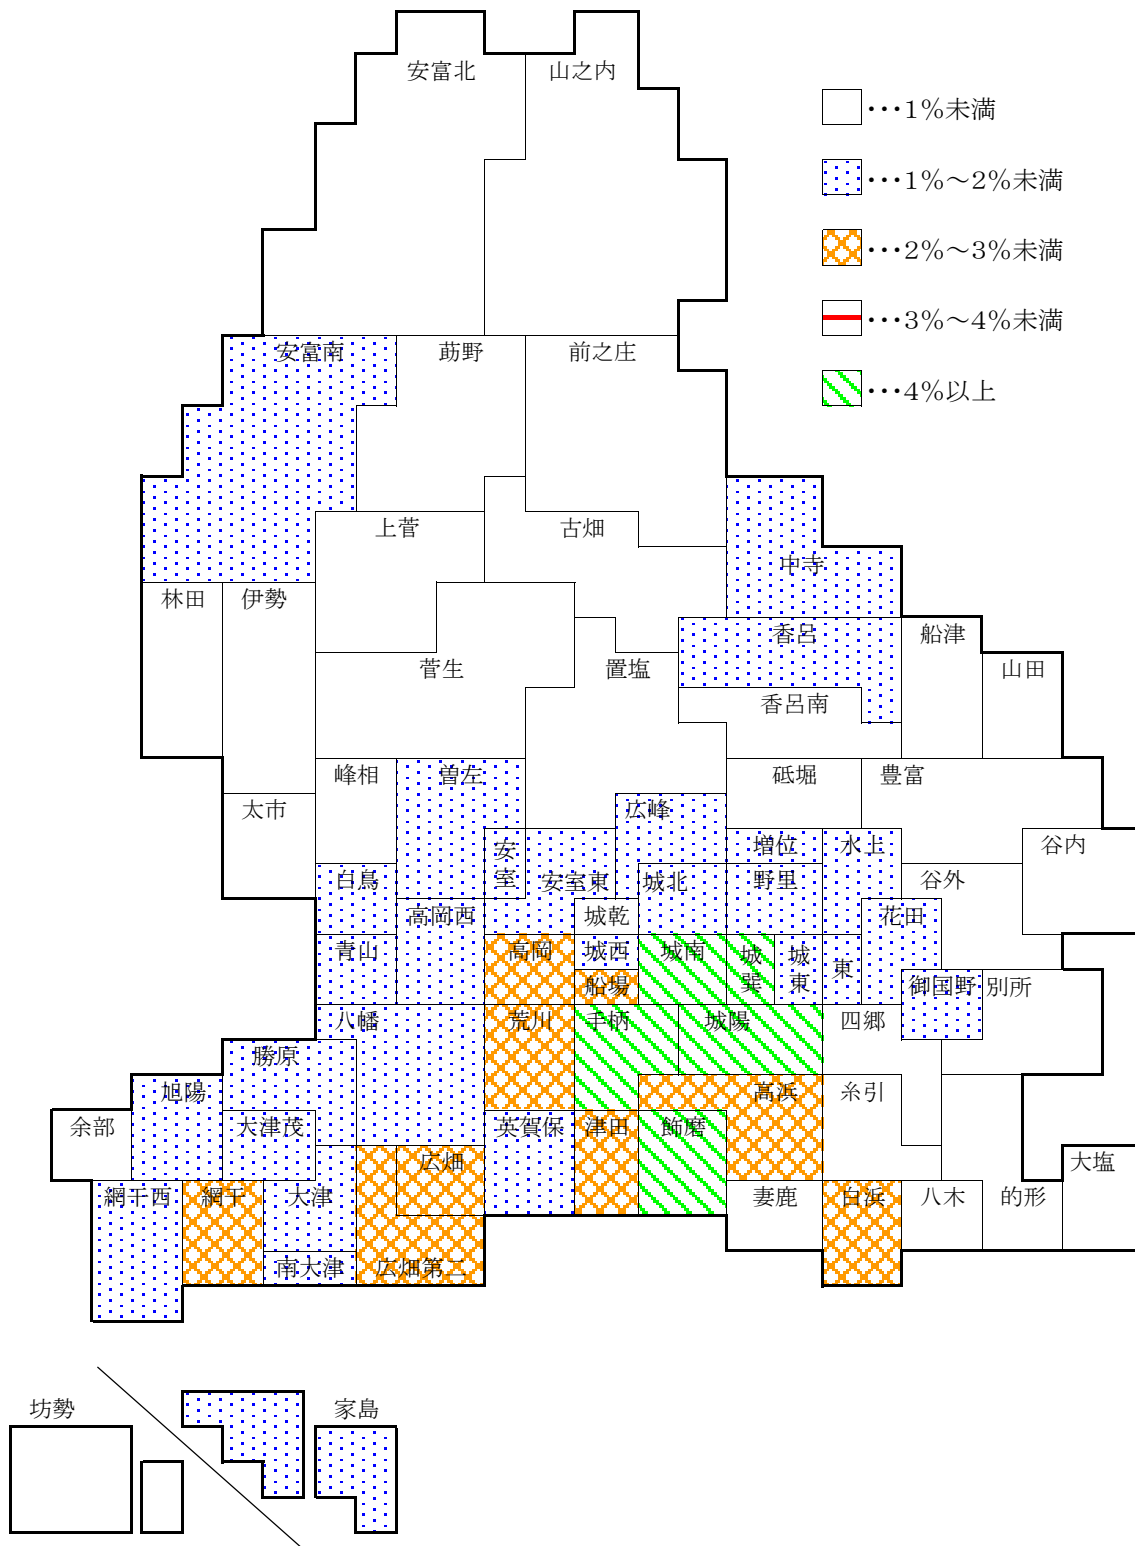 安富北
山之内
･･･1％未満
･･･1％～2％未満
･･･2％～3％未満
･･･3％～4％未満
･･･4％以上
安富南
莇野
前之庄
上菅
古畑
中寺
林田
伊勢
香呂
船津
菅生
置塩
山田
香呂南
峰相
曽左
砥堀
豊富
太市
広峰
安室
増位
水上
谷内
白鳥
安室東
城北
野里
谷外
高岡西
城乾
花田
青山
高岡
城西
城南
城巽
城東
東
船場
御国野
別所
八幡
荒川
手柄
城陽
四郷
勝原
旭陽
高浜
糸引
余部
大津茂
英賀保
津田
飾磨
広畑
大塩
網干西
網干
大津
妻鹿
白浜
八木
的形
南大津
広畑第二
坊勢
家島